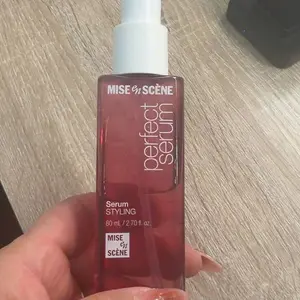 MISE en SCÈNE
perfect
serum
Serum
STYLING
80 mL / 2.70 fl.oz
MISE
en
SCÈNE